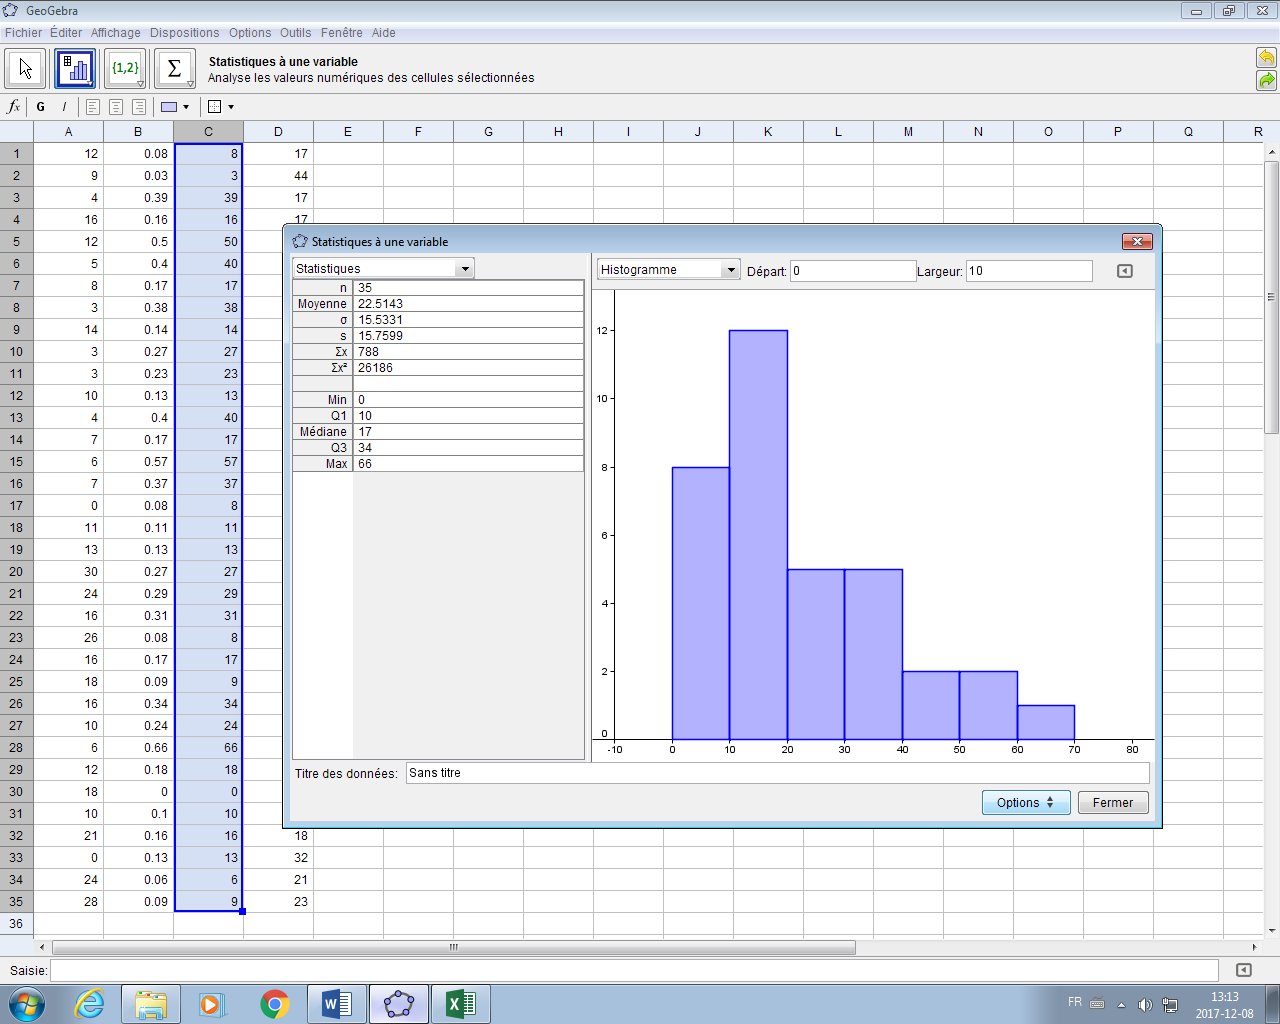 GeoGebra
Fichier Éditer Affichage Dispositions Options Outils Fenêtre Aide
{1,2} Σ
Statistiques à une variable
Analyse les valeurs numériques des cellules sélectionnées
fx G I
A B C D E F G H I J K L M N O P Q R
1 12 0.08 8 17
2 9 0.03 3 44
3 4 0.39 39 17
4 16 0.16 16 17
5 12 0.5 50
6 5 0.4 40
7 8 0.17 17
8 3 0.38 38
9 14 0.14 14
10 3 0.27 27
11 3 0.23 23
12 10 0.13 13
13 4 0.4 40
14 7 0.17 17
15 6 0.57 57
16 7 0.37 37
17 0 0.08 8
18 11 0.11 11
19 13 0.13 13
20 30 0.27 27
21 24 0.29 29
22 16 0.31 31
23 26 0.08 8
24 16 0.17 17
25 18 0.09 9
26 16 0.34 34
27 10 0.24 24
28 6 0.66 66
29 12 0.18 18
30 18 0 0
31 10 0.1 10
32 21 0.16 16 18
33 0 0.13 13 32
34 24 0.06 6 21
35 28 0.09 9 23
36
Statistiques à une variable
Statistiques
n 35
Moyenne 22.5143
σ 15.5331
s 15.7599
Σx 788
Σx² 26186
Min 0
Q1 10
Médiane 17
Q3 34
Max 66
Histogramme Départ: 0 Largeur: 10
12
10
8
6
4
2
0
-10 0 10 20 30 40 50 60 70 80
Titre des données: Sans titre
Options Fermer
Saisie:
FR 13:13
2017-12-08